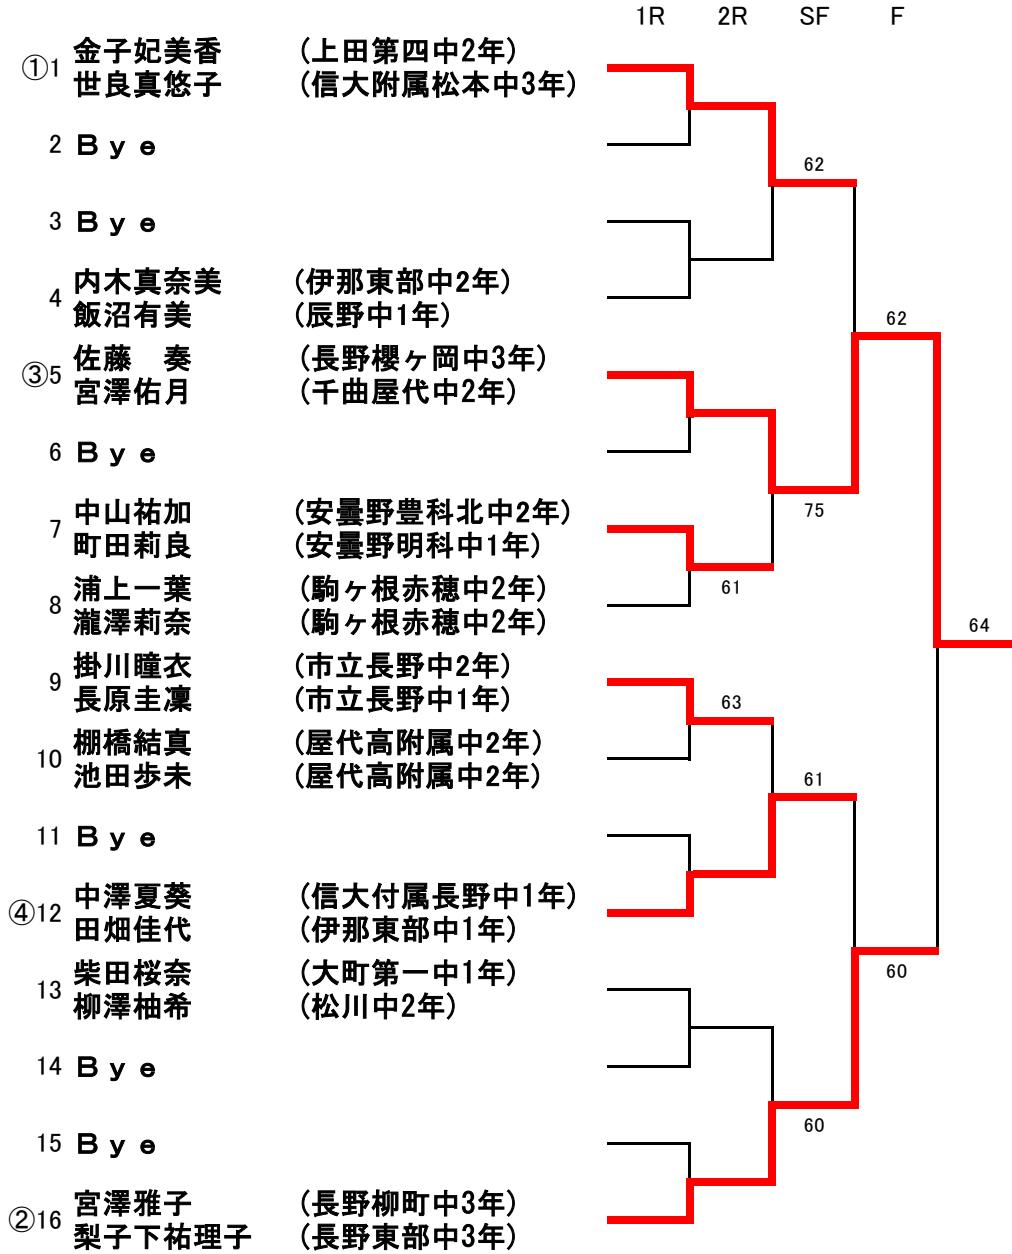 1R 2R SF F
①1 金子妃美香 (上田第四中2年)
世良真悠子 (信大附属松本中3年)
2 Ｂｙｅ
62
3 Ｂｙｅ
4 内木真奈美 (伊那東部中2年)
飯沼有美 (辰野中1年)
62
③5 佐藤　奏 (長野櫻ヶ岡中3年)
宮澤佑月 (千曲屋代中2年)
6 Ｂｙｅ
75
7 中山祐加 (安曇野豊科北中2年)
町田莉良 (安曇野明科中1年)
61
8 浦上一葉 (駒ヶ根赤穂中2年)
瀧澤莉奈 (駒ヶ根赤穂中2年)
64
9 掛川瞳衣 (市立長野中2年)
長原圭凜 (市立長野中1年)
63
10 棚橋結真 (屋代高附属中2年)
池田歩未 (屋代高附属中2年)
61
11 Ｂｙｅ
④12 中澤夏葵 (信大付属長野中1年)
田畑佳代 (伊那東部中1年)
60
13 柴田桜奈 (大町第一中1年)
柳澤柚希 (松川中2年)
14 Ｂｙｅ
60
15 Ｂｙｅ
②16 宮澤雅子 (長野柳町中3年)
梨子下祐理子 (長野東部中3年)